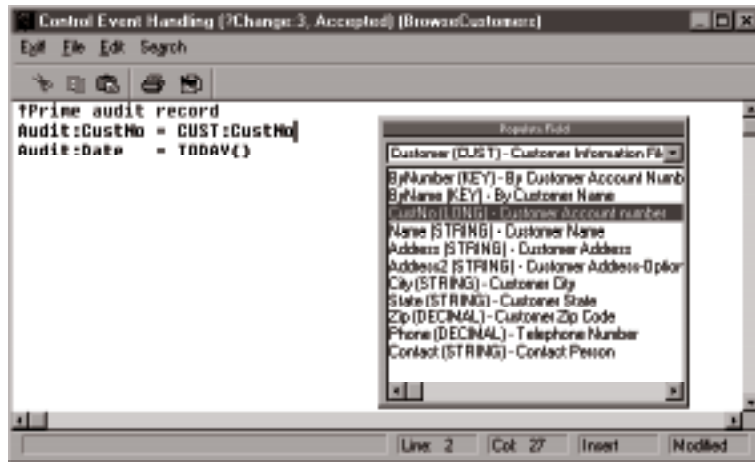 Control Event Handling (?Change:3, Accepted) (BrowseCustomers)
Exit File Edit Search
!Prime audit record
Audit:CustNo = CUST:CustNo
Audit:Date = TODAY()
Populate Field
Customer (CUST) - Customer Information Fil
ByNumber (KEY) - By Customer Account Numb
ByName (KEY) - By Customer Name
CustNo (LONG) - Customer Account number
Name (STRING) - Customer Name
Address (STRING) - Customer Address
Address2 (STRING) - Customer Address-Option
City (STRING) - Customer City
State (STRING) - Customer State
Zip (DECIMAL) - Customer Zip Code
Phone (DECIMAL) - Telephone Number
Contact (STRING) - Contact Person
Line: 2 Col: 27 Insert Modified